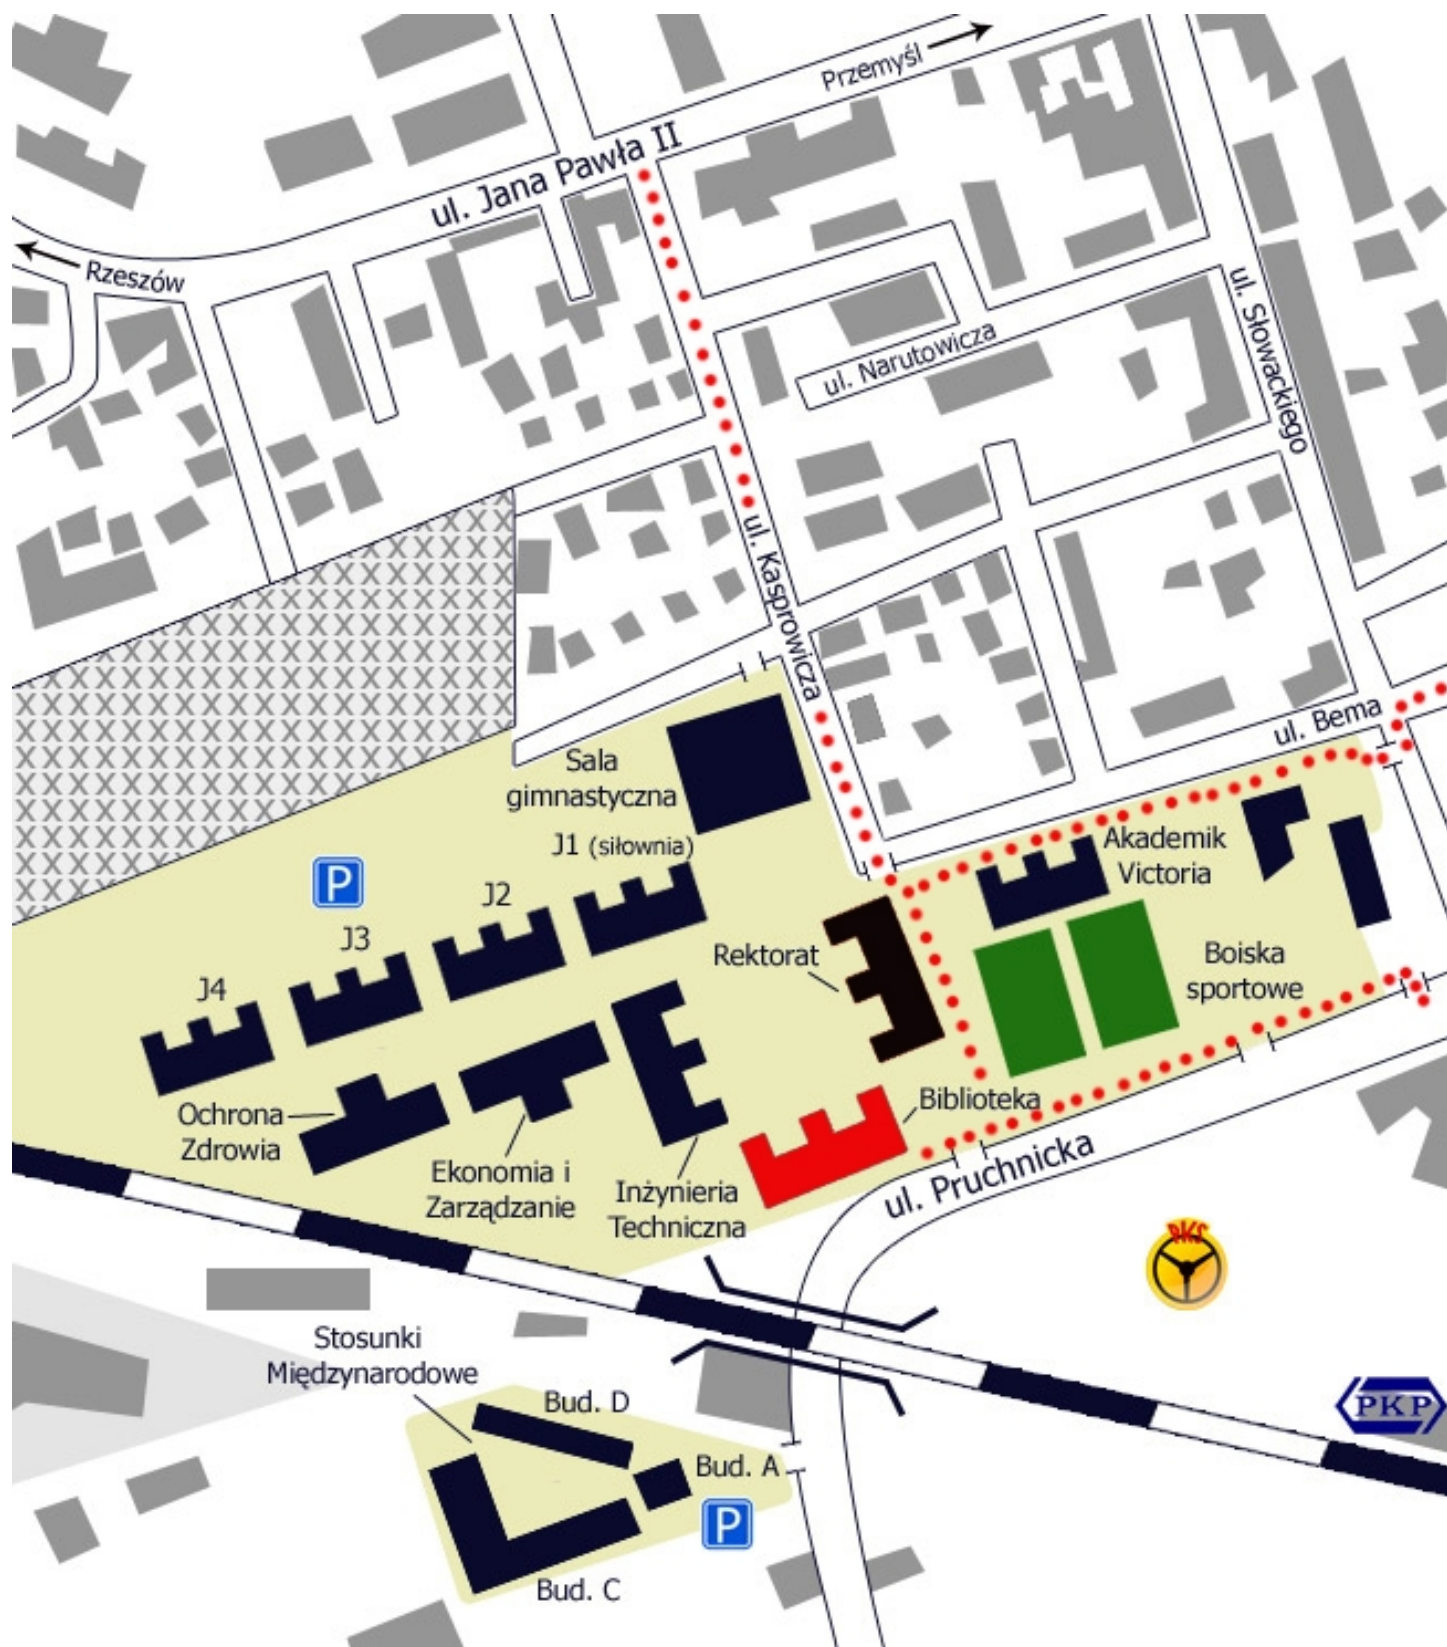 Przemyśl
ul. Jana Pawła II
Rzeszów
ul. Słowackiego
ul. Narutowicza
ul. Kasprowicza
ul. Bema
Sala
gimnastyczna
J1 (siłownia)
Akademik
Victoria
P
J2
J3
J4
Rektorat
Boiska
sportowe
Biblioteka
Ochrona
Zdrowia
Ekonomia i
Zarządzanie
Inżynieria
Techniczna
ul. Pruchnicka
PKS
Stosunki
Międzynarodowe
PKP
Bud. D
Bud. A
P
Bud. C